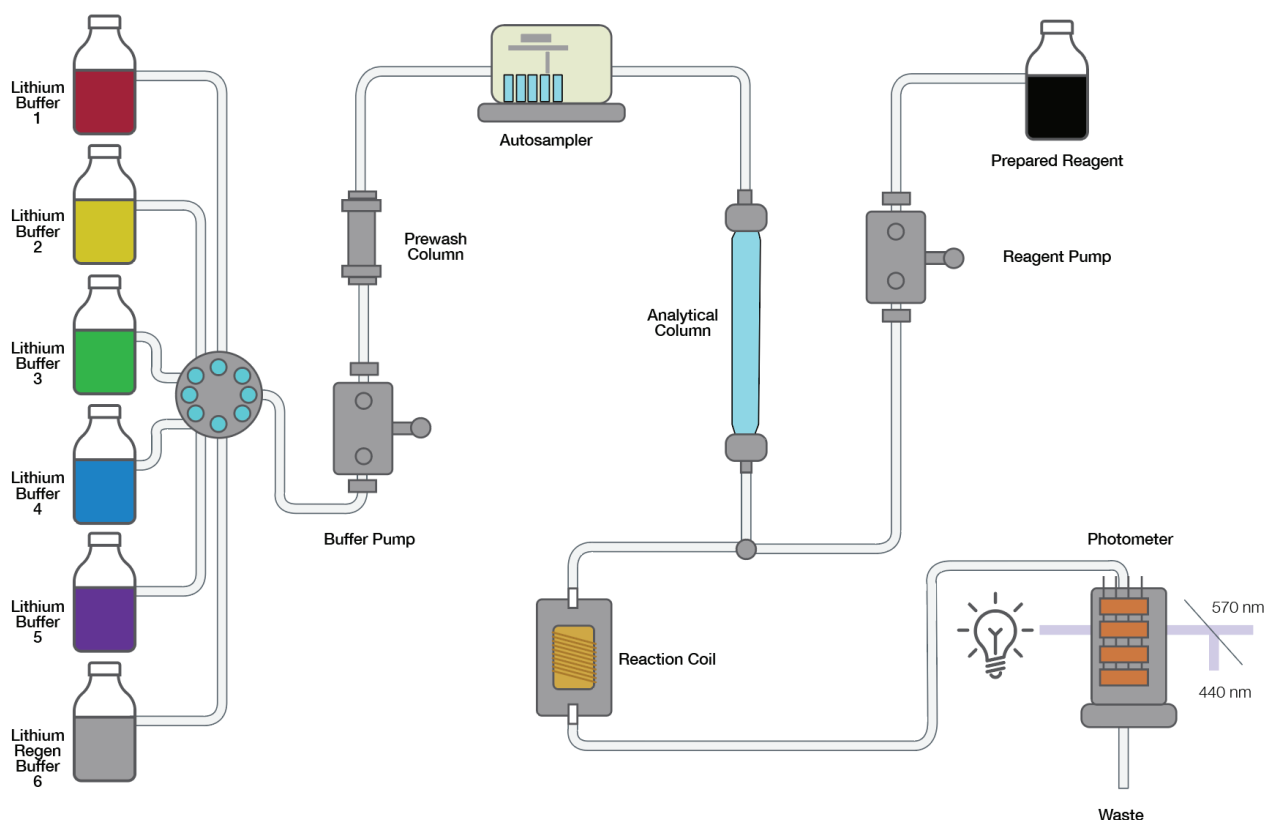 Lithium
Buffer
1
Lithium
Buffer
2
Lithium
Buffer
3
Lithium
Buffer
4
Lithium
Buffer
5
Lithium
Regen
Buffer
6
Buffer Pump
Prewash
Column
Autosampler
Analytical
Column
Prepared Reagent
Reagent Pump
Reaction Coil
Photometer
570 nm
440 nm
Waste